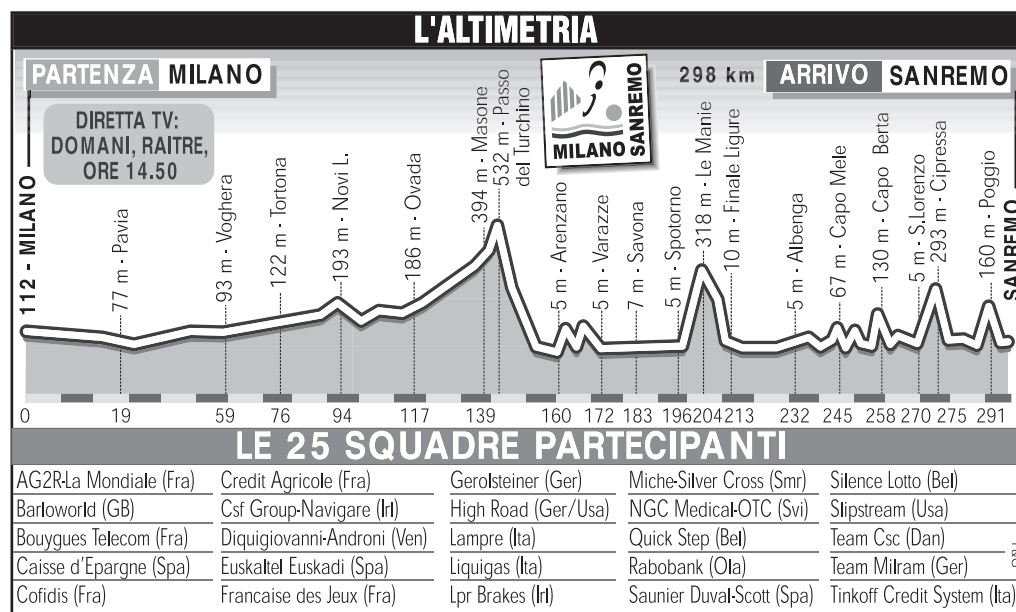 L'ALTIMETRIA
PARTENZA MILANO
298 km
ARRIVO SANREMO
DIRETTA TV:
DOMANI, RAITRE,
ORE 14.50
MILANO
SANREMO
112 - MILANO
77 m - Pavia
93 m - Voghera
122 m - Tortona
193 m - Novi L.
186 m - Ovada
394 m - Masone
532 m - Passo
del Turchino
5 m - Arenzano
5 m - Varazze
7 m - Savona
5 m - Spotorno
318 m - Le Manie
10 m - Finale Ligure
5 m - Albenga
67 m - Capo Mele
130 m - Capo Berta
5 m - S.Lorenzo
293 m - Cipressa
160 m - Poggio
SANREMO
0 19 59 76 94 117 139 160 172 183 196 204 213 232 245 258 270 275 291
LE 25 SQUADRE PARTECIPANTI
AG2R-La Mondiale (Fra) Credit Agricole (Fra) Gerolsteiner (Ger) Miche-Silver Cross (Smr) Silence Lotto (Bel)
Barloworld (GB) Csf Group-Navigare (Irl) High Road (Ger/Usa) NGC Medical-OTC (Svi) Slipstream (Usa)
Bouygues Telecom (Fra) Diquigiovanni-Androni (Ven) Lampre (Ita) Quick Step (Bel) Team Csc (Dan)
Caisse d'Epargne (Spa) Euskaltel Euskadi (Spa) Liquigas (Ita) Rabobank (Ola) Team Milram (Ger)
Cofidis (Fra) Francaise des Jeux (Fra) Lpr Brakes (Irl) Saunier Duval-Scott (Spa) Tinkoff Credit System (Ita)